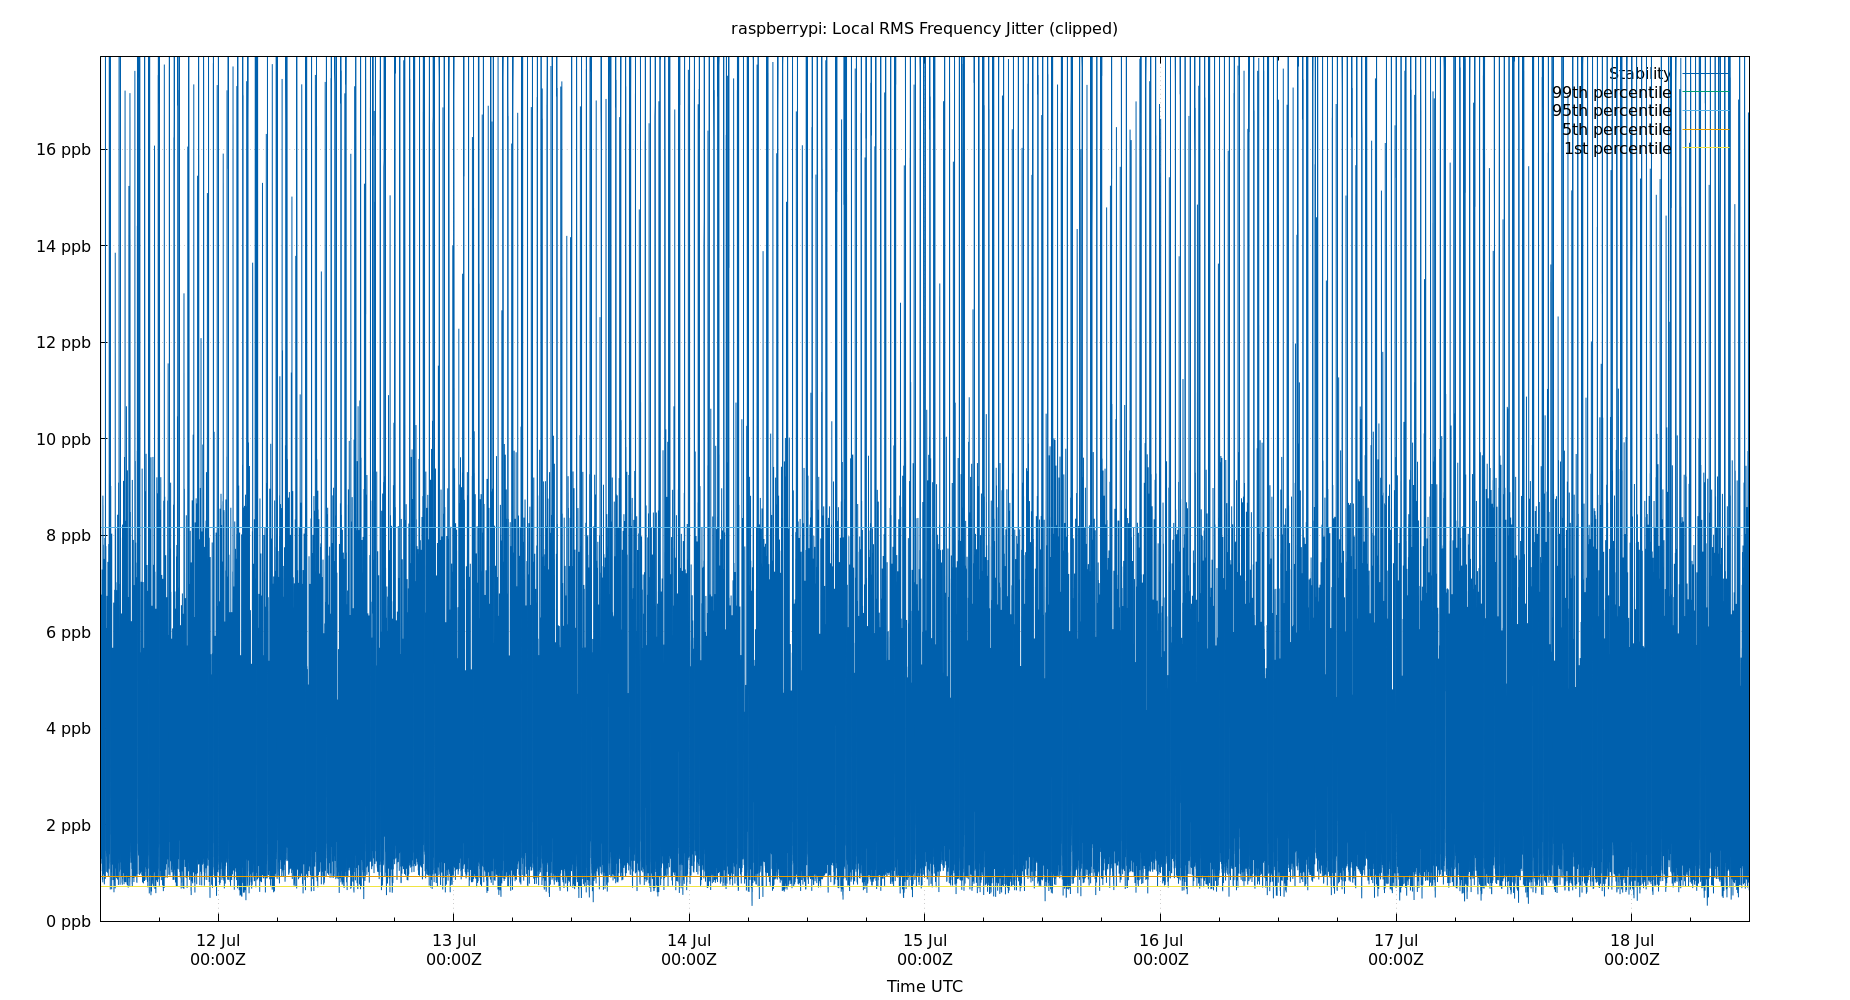 raspberrypi: Local RMS Frequency Jitter (clipped)
Stability
99th percentile
95th percentile
5th percentile
1st percentile
16 ppb
14 ppb
12 ppb
10 ppb
8 ppb
6 ppb
4 ppb
2 ppb
0 ppb
12 Jul 13 Jul 14 Jul 15 Jul 16 Jul 17 Jul 18 Jul
00:00Z 00:00Z 00:00Z 00:00Z 00:00Z 00:00Z 00:00Z
Time UTC